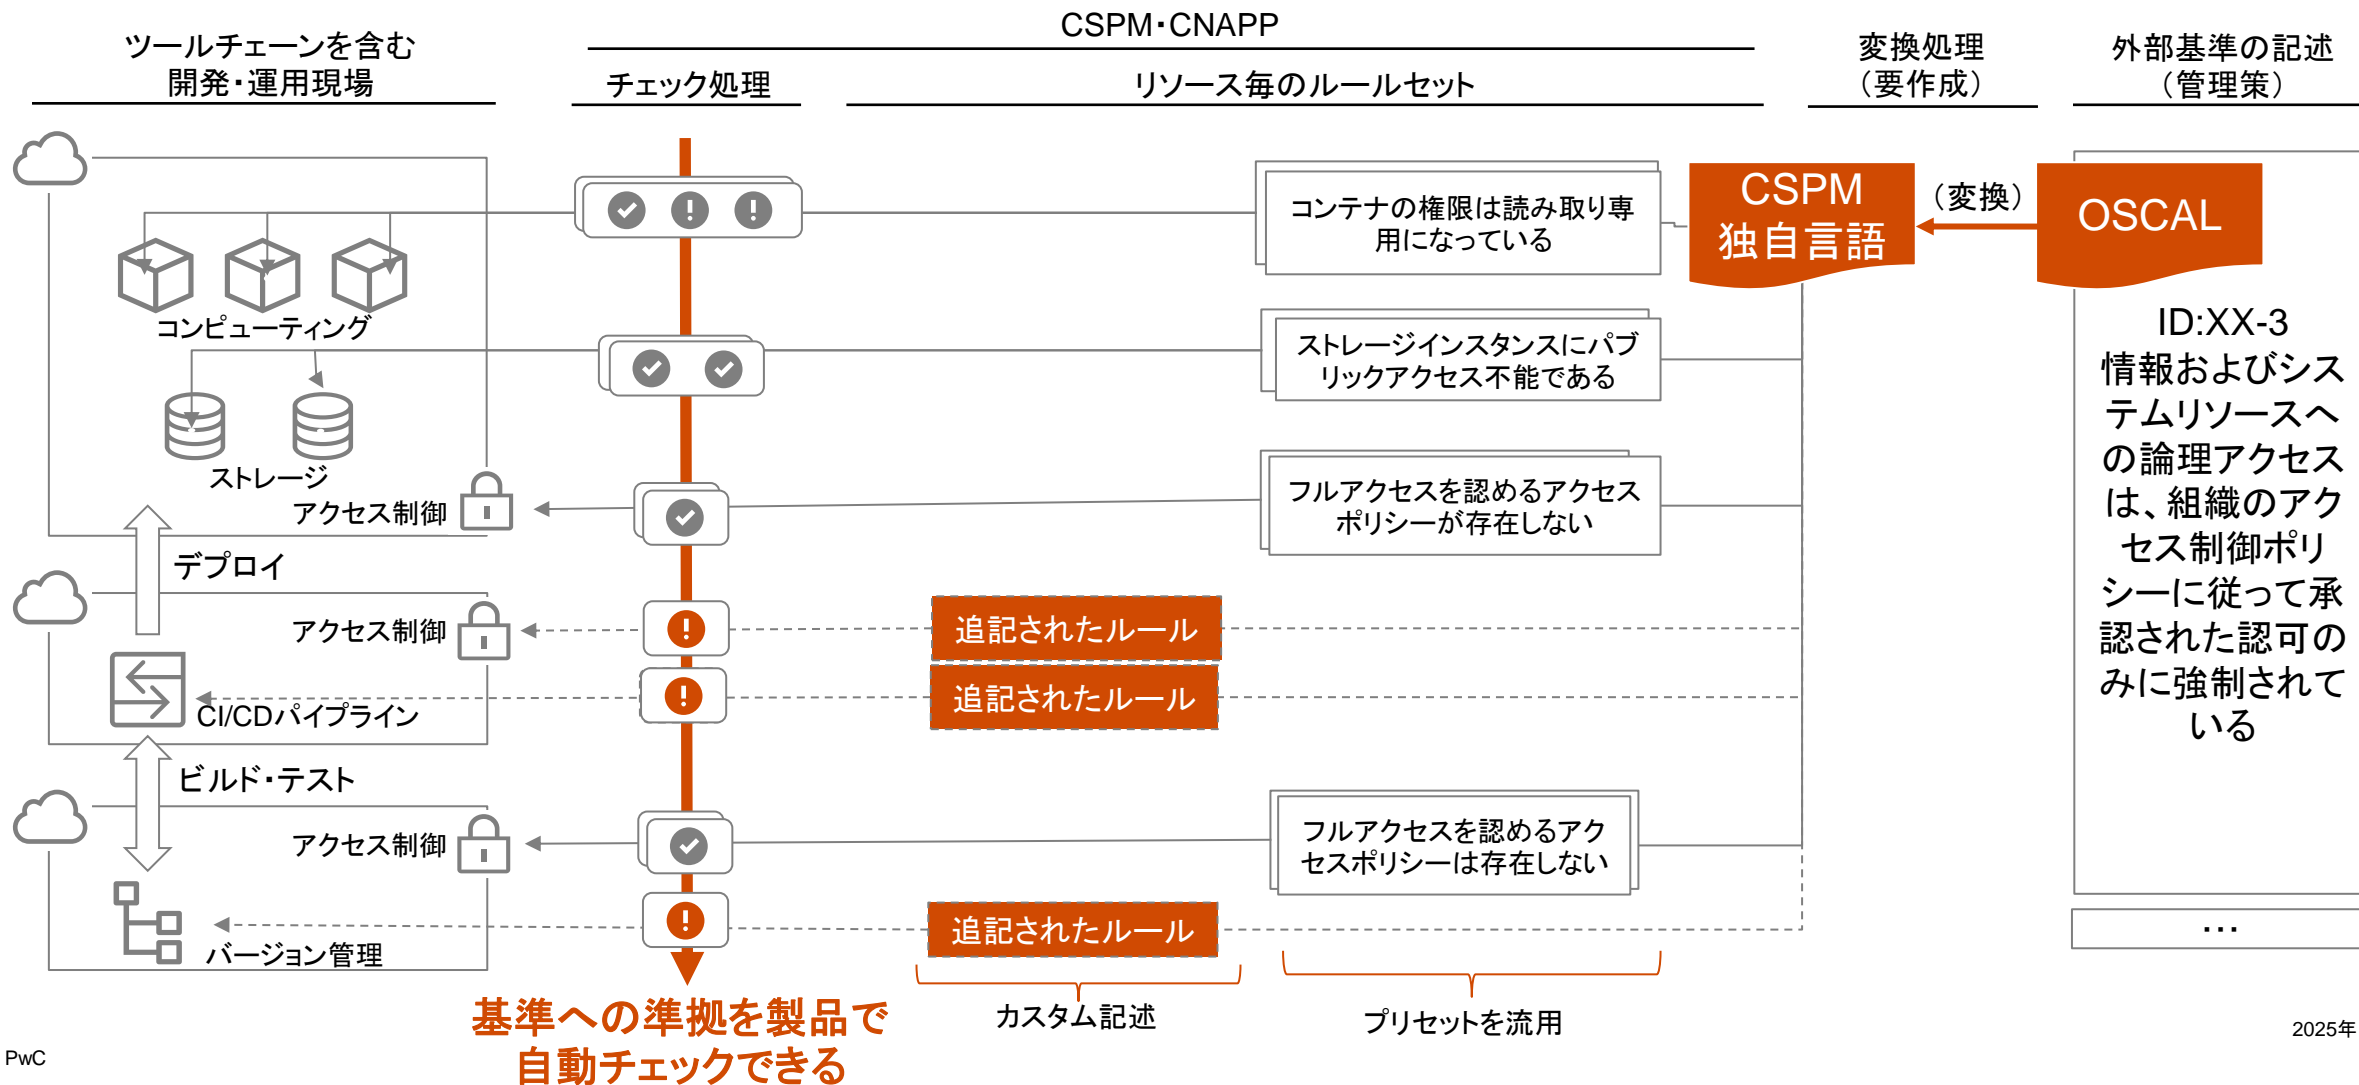 CSPM・CNAPP
ツールチェーンを含む
開発・運用現場
チェック処理
リソース毎のルールセット
変換処理
（要作成）
外部基準の記述
（管理策）
コンテナの権限は読み取り専
用になっている
CSPM
独自言語
（変換）
OSCAL
コンピューティング
ストレージインスタンスにパブ
リックアクセス不能である
ストレージ
アクセス制御
フルアクセスを認めるアクセス
ポリシーが存在しない
ID:XX-3
情報およびシス
テムリソースへ
の論理アクセス
は、組織のアク
セス制御ポリ
シーに従って承
認された認可の
みに強制されて
いる
デプロイ
アクセス制御
追記されたルール
追記されたルール
CI/CDパイプライン
ビルド・テスト
アクセス制御
フルアクセスを認めるアク
セスポリシーは存在しない
追記されたルール
バージョン管理
…
基準への準拠を製品で
自動チェックできる
カスタム記述
プリセットを流用
2025年
PwC